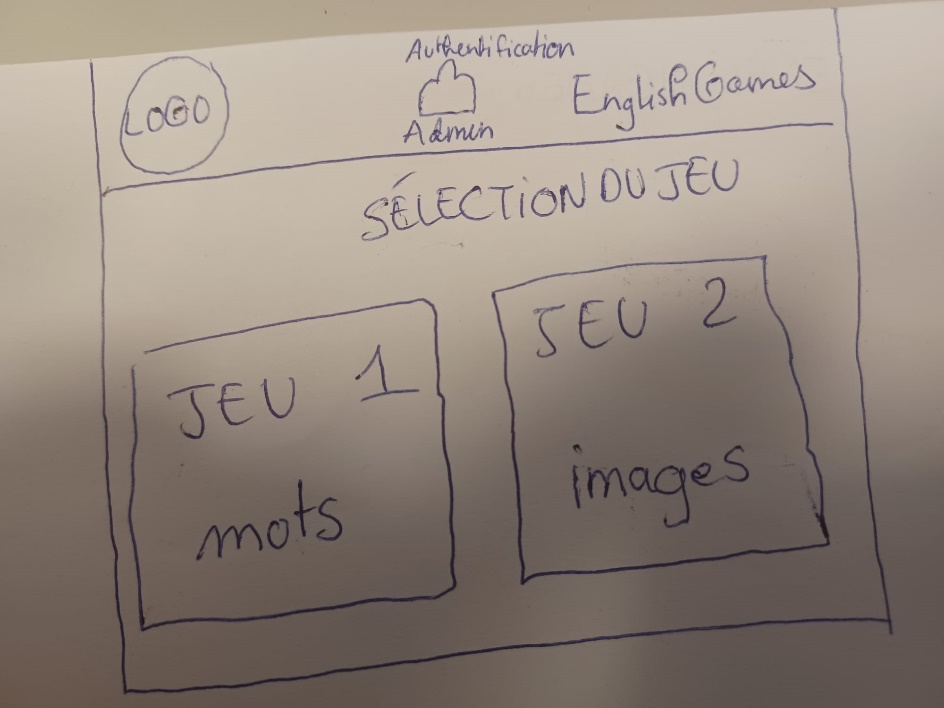 LOGO
Authentification
Admin
English Games
SÉLECTION DU JEU
JEU 1
mots
JEU 2
images